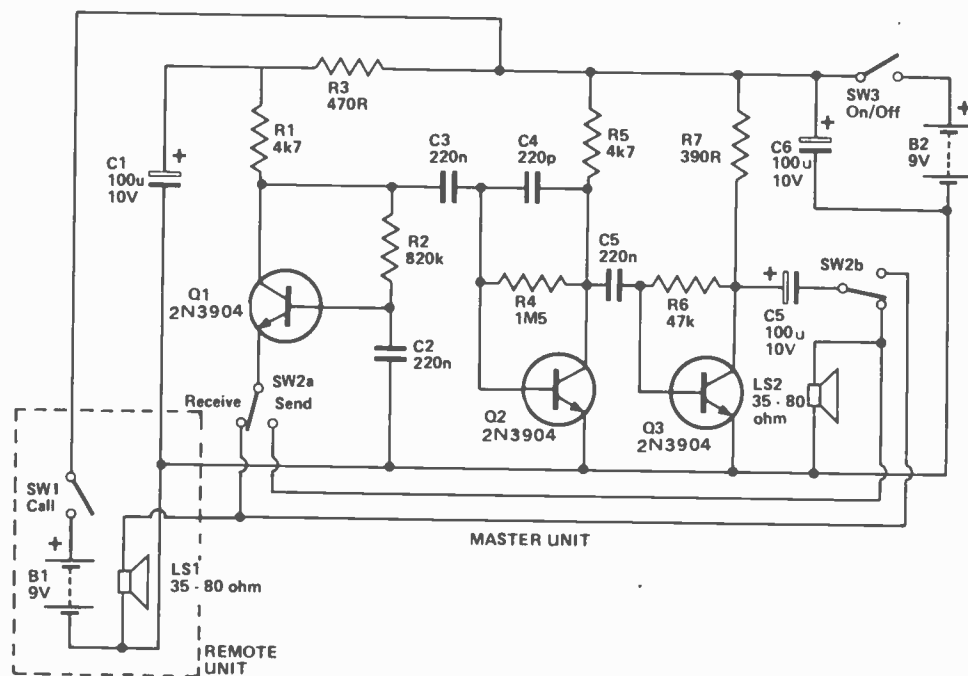 R3
470R
SW3
On/Off
+
R1
4k7
C3
220n
C4
220p
R5
4k7
R7
390R
+
C6
100u
10V
B2
9V
+
C1
100u
10V
R2
820k
C5
220n
SW2b
Q1
2N3904
R4
1M5
R6
47k
+
C5
100u
10V
C2
220n
SW2a
Receive
Send
LS2
35 - 80
ohm
Q2
2N3904
Q3
2N3904
SW1
Call
+
MASTER UNIT
B1
9V
LS1
35 - 80 ohm
REMOTE
UNIT